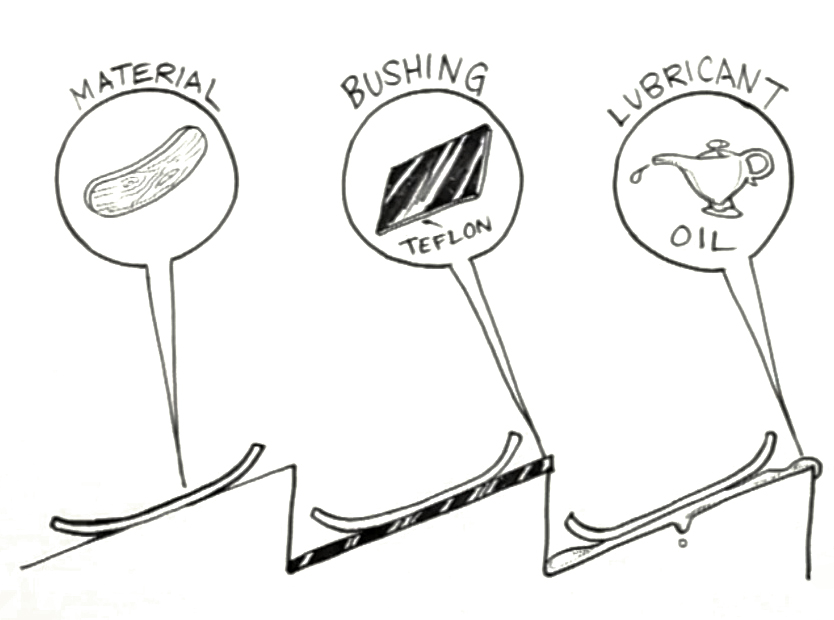 MATERIAL
BUSHING
TEFLON
LUBRICANT
OIL